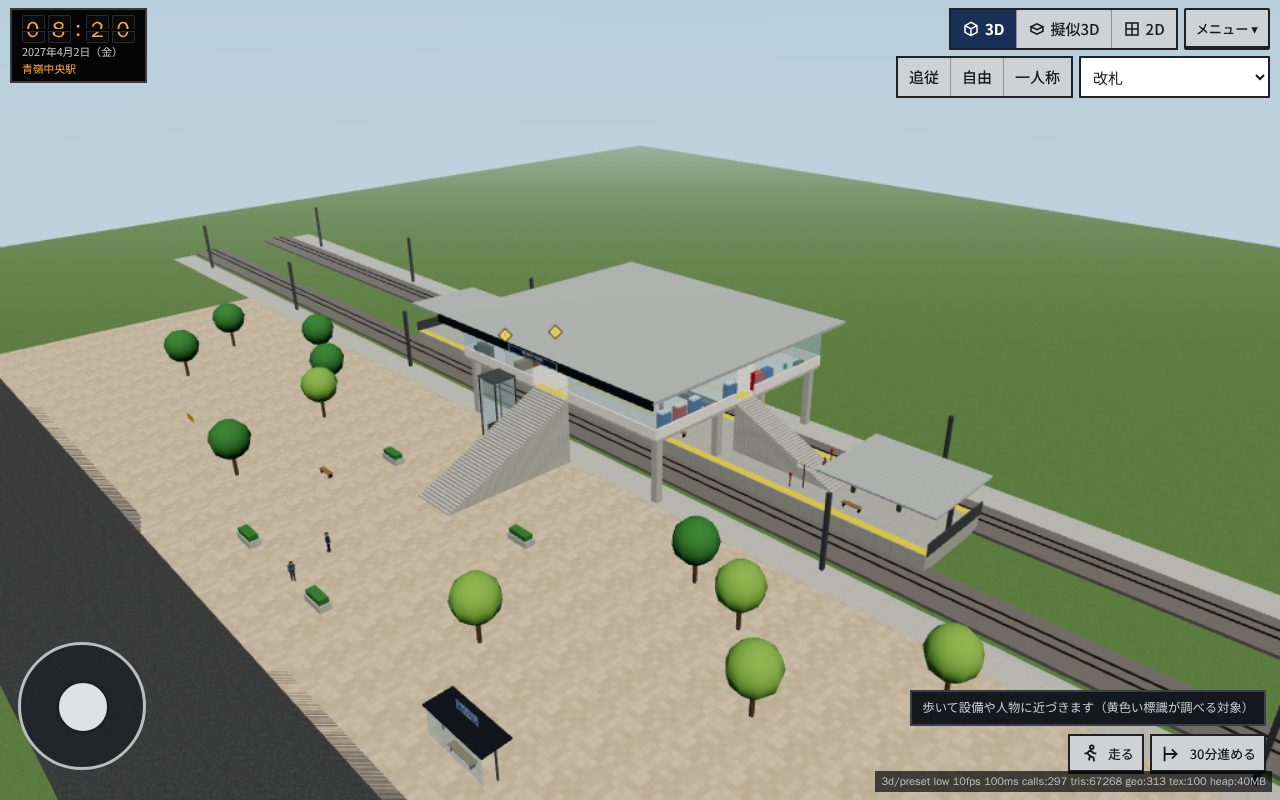 08:20
2027年4月2日（金）
青嶺中央駅
3D
擬似3D
2D
メニュー ▾
追従
自由
一人称
改札
歩いて設備や人物に近づきます（黄色い標識が調べる対象）
走る
30分進める
3d/preset low 10fps 100ms calls:297 tris:67268 geo:313 tex:100 heap:40MB